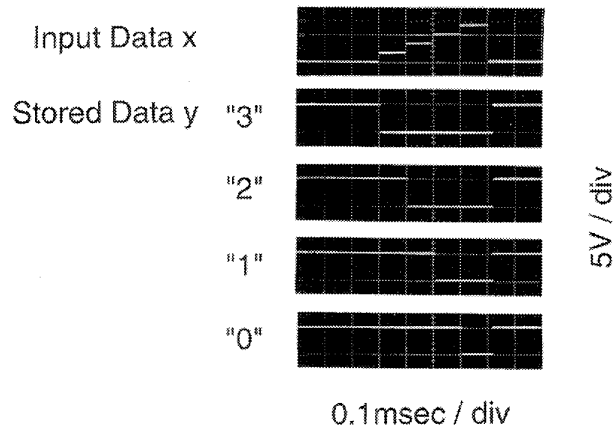 Input Data x
Stored Data y "3"
"2"
"1"
"0"
5V / div
0.1msec / div